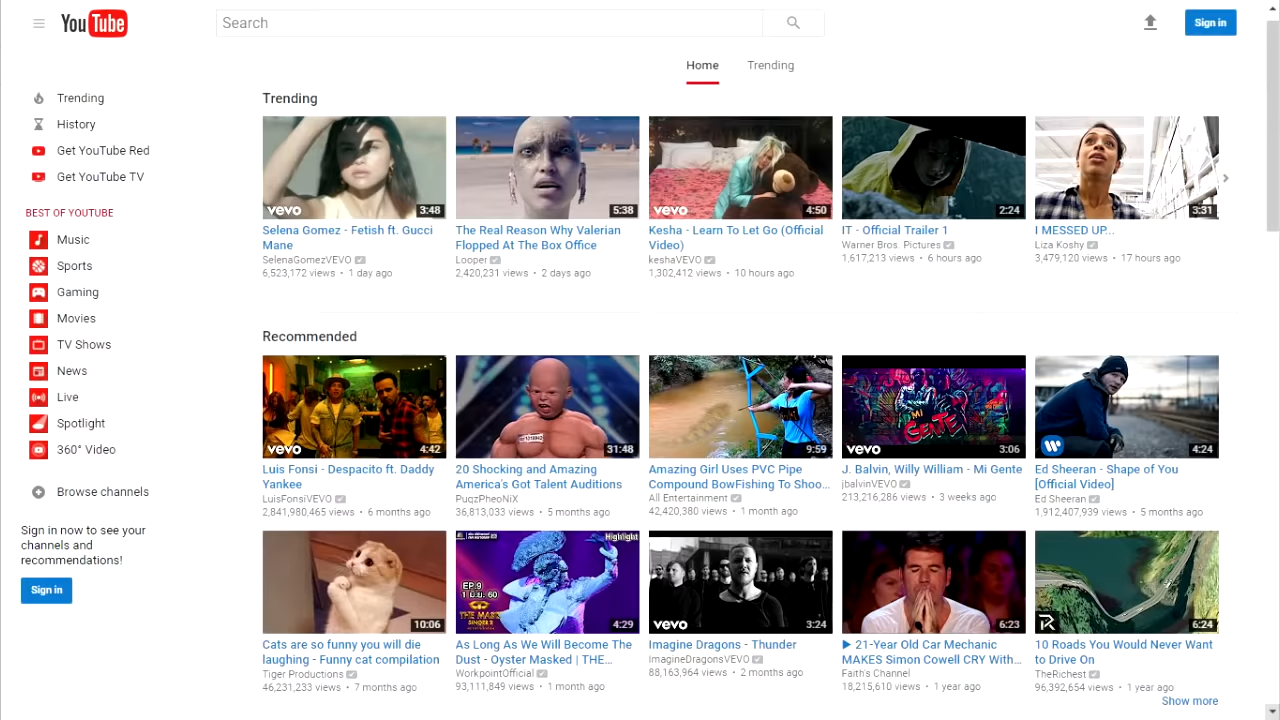 YouTube
Search
Sign in
Home
Trending
Trending
History
Get YouTube Red
Get YouTube TV
BEST OF YOUTUBE
Music
Sports
Gaming
Movies
TV Shows
News
Live
Spotlight
360° Video
Browse channels
Sign in now to see your
channels and
recommendations!
Sign in
Trending
vevo
3:48
Selena Gomez - Fetish ft. Gucci
Mane
SelenaGomezVEVO
6,523,172 views • 1 day ago
5:38
The Real Reason Why Valerian
Flopped At The Box Office
Looper
2,420,231 views • 2 days ago
vevo
4:50
Kesha - Learn To Let Go (Official
Video)
keshaVEVO
1,302,412 views • 10 hours ago
2:24
IT - Official Trailer 1
Warner Bros. Pictures
1,617,213 views • 6 hours ago
3:31
I MESSED UP...
Liza Koshy
3,479,120 views • 17 hours ago
Recommended
vevo
4:42
Luis Fonsi - Despacito ft. Daddy
Yankee
LuisFonsiVEVO
2,841,980,465 views • 6 months ago
31:48
20 Shocking and Amazing
America's Got Talent Auditions
PugzPheoNiX
36,813,033 views • 5 months ago
9:59
Amazing Girl Uses PVC Pipe
Compound BowFishing To Shoo...
All Entertainment
42,420,380 views • 1 month ago
MI
GENTE
vevo
3:06
J. Balvin, Willy William - Mi Gente
jbalvinVEVO
213,216,286 views • 3 weeks ago
4:24
Ed Sheeran - Shape of You
[Official Video]
Ed Sheeran
1,912,407,939 views • 5 months ago
10:06
Cats are so funny you will die
laughing - Funny cat compilation
Tiger Productions
46,231,233 views • 7 months ago
Highlight
EP.9
1 มิ.ย. 60
THE MASK
4:29
As Long As We Will Become The
Dust - Oyster Masked | THE...
WorkpointOfficial
93,111,849 views • 1 month ago
vevo
3:24
Imagine Dragons - Thunder
ImagineDragonsVEVO
88,163,964 views • 2 months ago
6:23
► 21-Year Old Car Mechanic
MAKES Simon Cowell CRY With...
Faith's Channel
18,215,610 views • 1 year ago
6:24
10 Roads You Would Never Want
to Drive On
TheRichest
96,392,654 views • 1 year ago
Show more